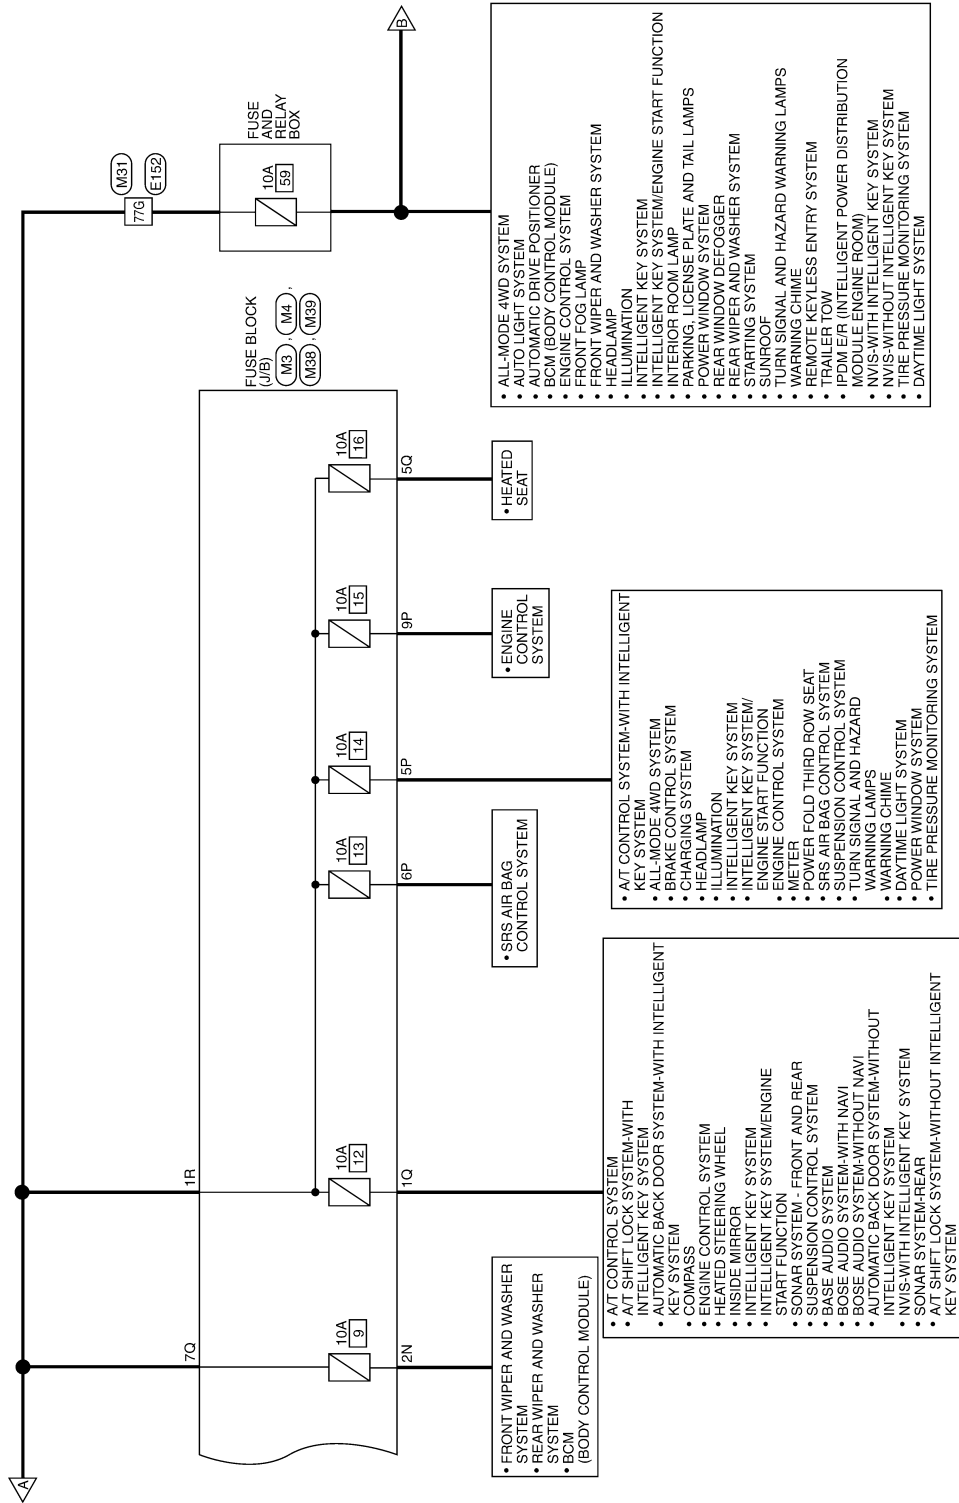 A
7Q
1R
77G
M31
E152
B
FUSE BLOCK
(J/B)
M3 , M4 ,
M38 , M39
FUSE
AND
RELAY
BOX
10A
9
10A
12
10A
13
10A
14
10A
15
10A
16
10A
59
2N
1Q
6P
5P
9P
5Q
• FRONT WIPER AND WASHER
SYSTEM
• REAR WIPER AND WASHER
SYSTEM
• BCM
(BODY CONTROL MODULE)
• A/T CONTROL SYSTEM
• A/T SHIFT LOCK SYSTEM-WITH
INTELLIGENT KEY SYSTEM
• AUTOMATIC BACK DOOR SYSTEM-WITH INTELLIGENT
KEY SYSTEM
• COMPASS
• ENGINE CONTROL SYSTEM
• HEATED STEERING WHEEL
• INSIDE MIRROR
• INTELLIGENT KEY SYSTEM
• INTELLIGENT KEY SYSTEM/ENGINE
START FUNCTION
• SONAR SYSTEM - FRONT AND REAR
• SUSPENSION CONTROL SYSTEM
• BASE AUDIO SYSTEM
• BOSE AUDIO SYSTEM-WITH NAVI
• BOSE AUDIO SYSTEM-WITHOUT NAVI
• AUTOMATIC BACK DOOR SYSTEM-WITHOUT
INTELLIGENT KEY SYSTEM
• NVIS-WITH INTELLIGENT KEY SYSTEM
• SONAR SYSTEM-REAR
• A/T SHIFT LOCK SYSTEM-WITHOUT INTELLIGENT
KEY SYSTEM
• SRS AIR BAG
CONTROL SYSTEM
• A/T CONTROL SYSTEM-WITH INTELLIGENT
KEY SYSTEM
• ALL-MODE 4WD SYSTEM
• BRAKE CONTROL SYSTEM
• CHARGING SYSTEM
• HEADLAMP
• ILLUMINATION
• INTELLIGENT KEY SYSTEM
• INTELLIGENT KEY SYSTEM/
ENGINE START FUNCTION
• ENGINE CONTROL SYSTEM
• METER
• POWER FOLD THIRD ROW SEAT
• SRS AIR BAG CONTROL SYSTEM
• SUSPENSION CONTROL SYSTEM
• TURN SIGNAL AND HAZARD
WARNING LAMPS
• WARNING CHIME
• DAYTIME LIGHT SYSTEM
• POWER WINDOW SYSTEM
• TIRE PRESSURE MONITORING SYSTEM
• ENGINE
CONTROL
SYSTEM
• HEATED
SEAT
• ALL-MODE 4WD SYSTEM
• AUTO LIGHT SYSTEM
• AUTOMATIC DRIVE POSITIONER
• BCM (BODY CONTROL MODULE)
• ENGINE CONTROL SYSTEM
• FRONT FOG LAMP
• FRONT WIPER AND WASHER SYSTEM
• HEADLAMP
• ILLUMINATION
• INTELLIGENT KEY SYSTEM
• INTELLIGENT KEY SYSTEM/ENGINE START FUNCTION
• INTERIOR ROOM LAMP
• PARKING, LICENSE PLATE AND TAIL LAMPS
• POWER WINDOW SYSTEM
• REAR WINDOW DEFOGGER
• REAR WIPER AND WASHER SYSTEM
• STARTING SYSTEM
• SUNROOF
• TURN SIGNAL AND HAZARD WARNING LAMPS
• WARNING CHIME
• REMOTE KEYLESS ENTRY SYSTEM
• TRAILER TOW
• IPDM E/R (INTELLIGENT POWER DISTRIBUTION
MODULE ENGINE ROOM)
• NVIS-WITH INTELLIGENT KEY SYSTEM
• NVIS-WITHOUT INTELLIGENT KEY SYSTEM
• TIRE PRESSURE MONITORING SYSTEM
• DAYTIME LIGHT SYSTEM